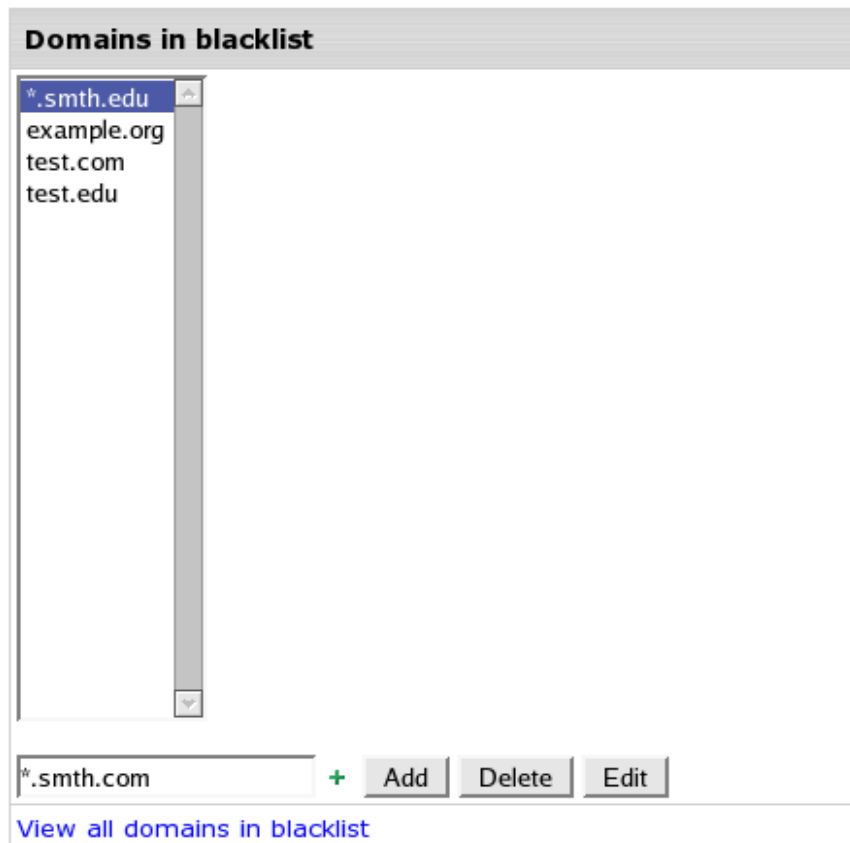 Domains in blacklist
*.smth.edu
example.org
test.com
test.edu
*.smth.com + Add Delete Edit
View all domains in blacklist